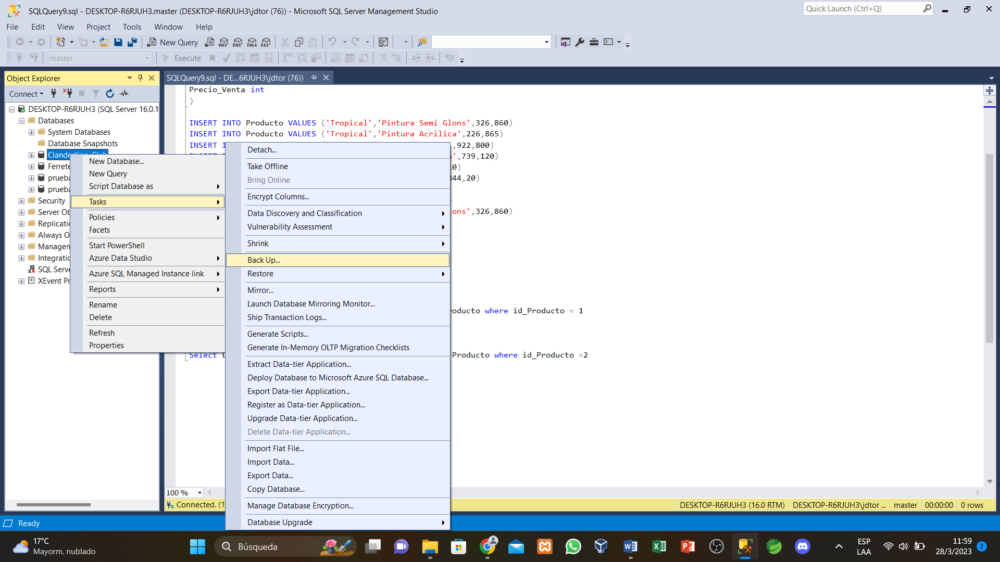 SQLQuery9.sql - DESKTOP-R6RJUH3.master (DESKTOP-R6RJUH3\jdtor (76)) - Microsoft SQL Server Management Studio
Quick Launch (Ctrl+Q)
File Edit View Project Tools Window Help
New Query MDX DMX XMLA DAX
master Execute
Object Explorer
SQLQuery9.sql - DE...6RJUH3\jdtor (76))
Connect
DESKTOP-R6RJUH3 (SQL Server 16.0.1
Databases
System Databases
Database Snapshots
Ferrete
prueba
prueba
Security
Server Ob
Replicatio
Always O
Managem
Integratio
SQL Serve
XEvent Pr
New Database...
New Query
Script Database as
Tasks
Policies
Facets
Start PowerShell
Azure Data Studio
Azure SQL Managed Instance link
Reports
Rename
Delete
Refresh
Properties
Detach...
Take Offline
Bring Online
Encrypt Columns...
Data Discovery and Classification
Vulnerability Assessment
Shrink
Back Up...
Restore
Mirror...
Launch Database Mirroring Monitor...
Ship Transaction Logs...
Generate Scripts...
Generate In-Memory OLTP Migration Checklists
Extract Data-tier Application...
Deploy Database to Microsoft Azure SQL Database...
Export Data-tier Application...
Register as Data-tier Application...
Upgrade Data-tier Application...
Delete Data-tier Application...
Import Flat File...
Import Data...
Export Data...
Copy Database...
Manage Database Encryption...
Database Upgrade
Precio_Venta int
)
INSERT INTO Producto VALUES ('Tropical','Pintura Semi Glons',326,860)
INSERT INTO Producto VALUES ('Tropical','Pintura Acrilica',226,865)
INSERT I ,922,800)
',739,120)
0)
344,20)
ons',326,860)
oducto where id_Producto = 1
Select Producto where id_Producto =2
100 %
Connected. (1 DESKTOP-R6RJUH3 (16.0 RTM) DESKTOP-R6RJUH3\jdtor ... master 00:00:00 0 rows
Ready
17°C
Mayorm. nublado
Búsqueda
ESP
LAA
11:59
28/3/2023
2